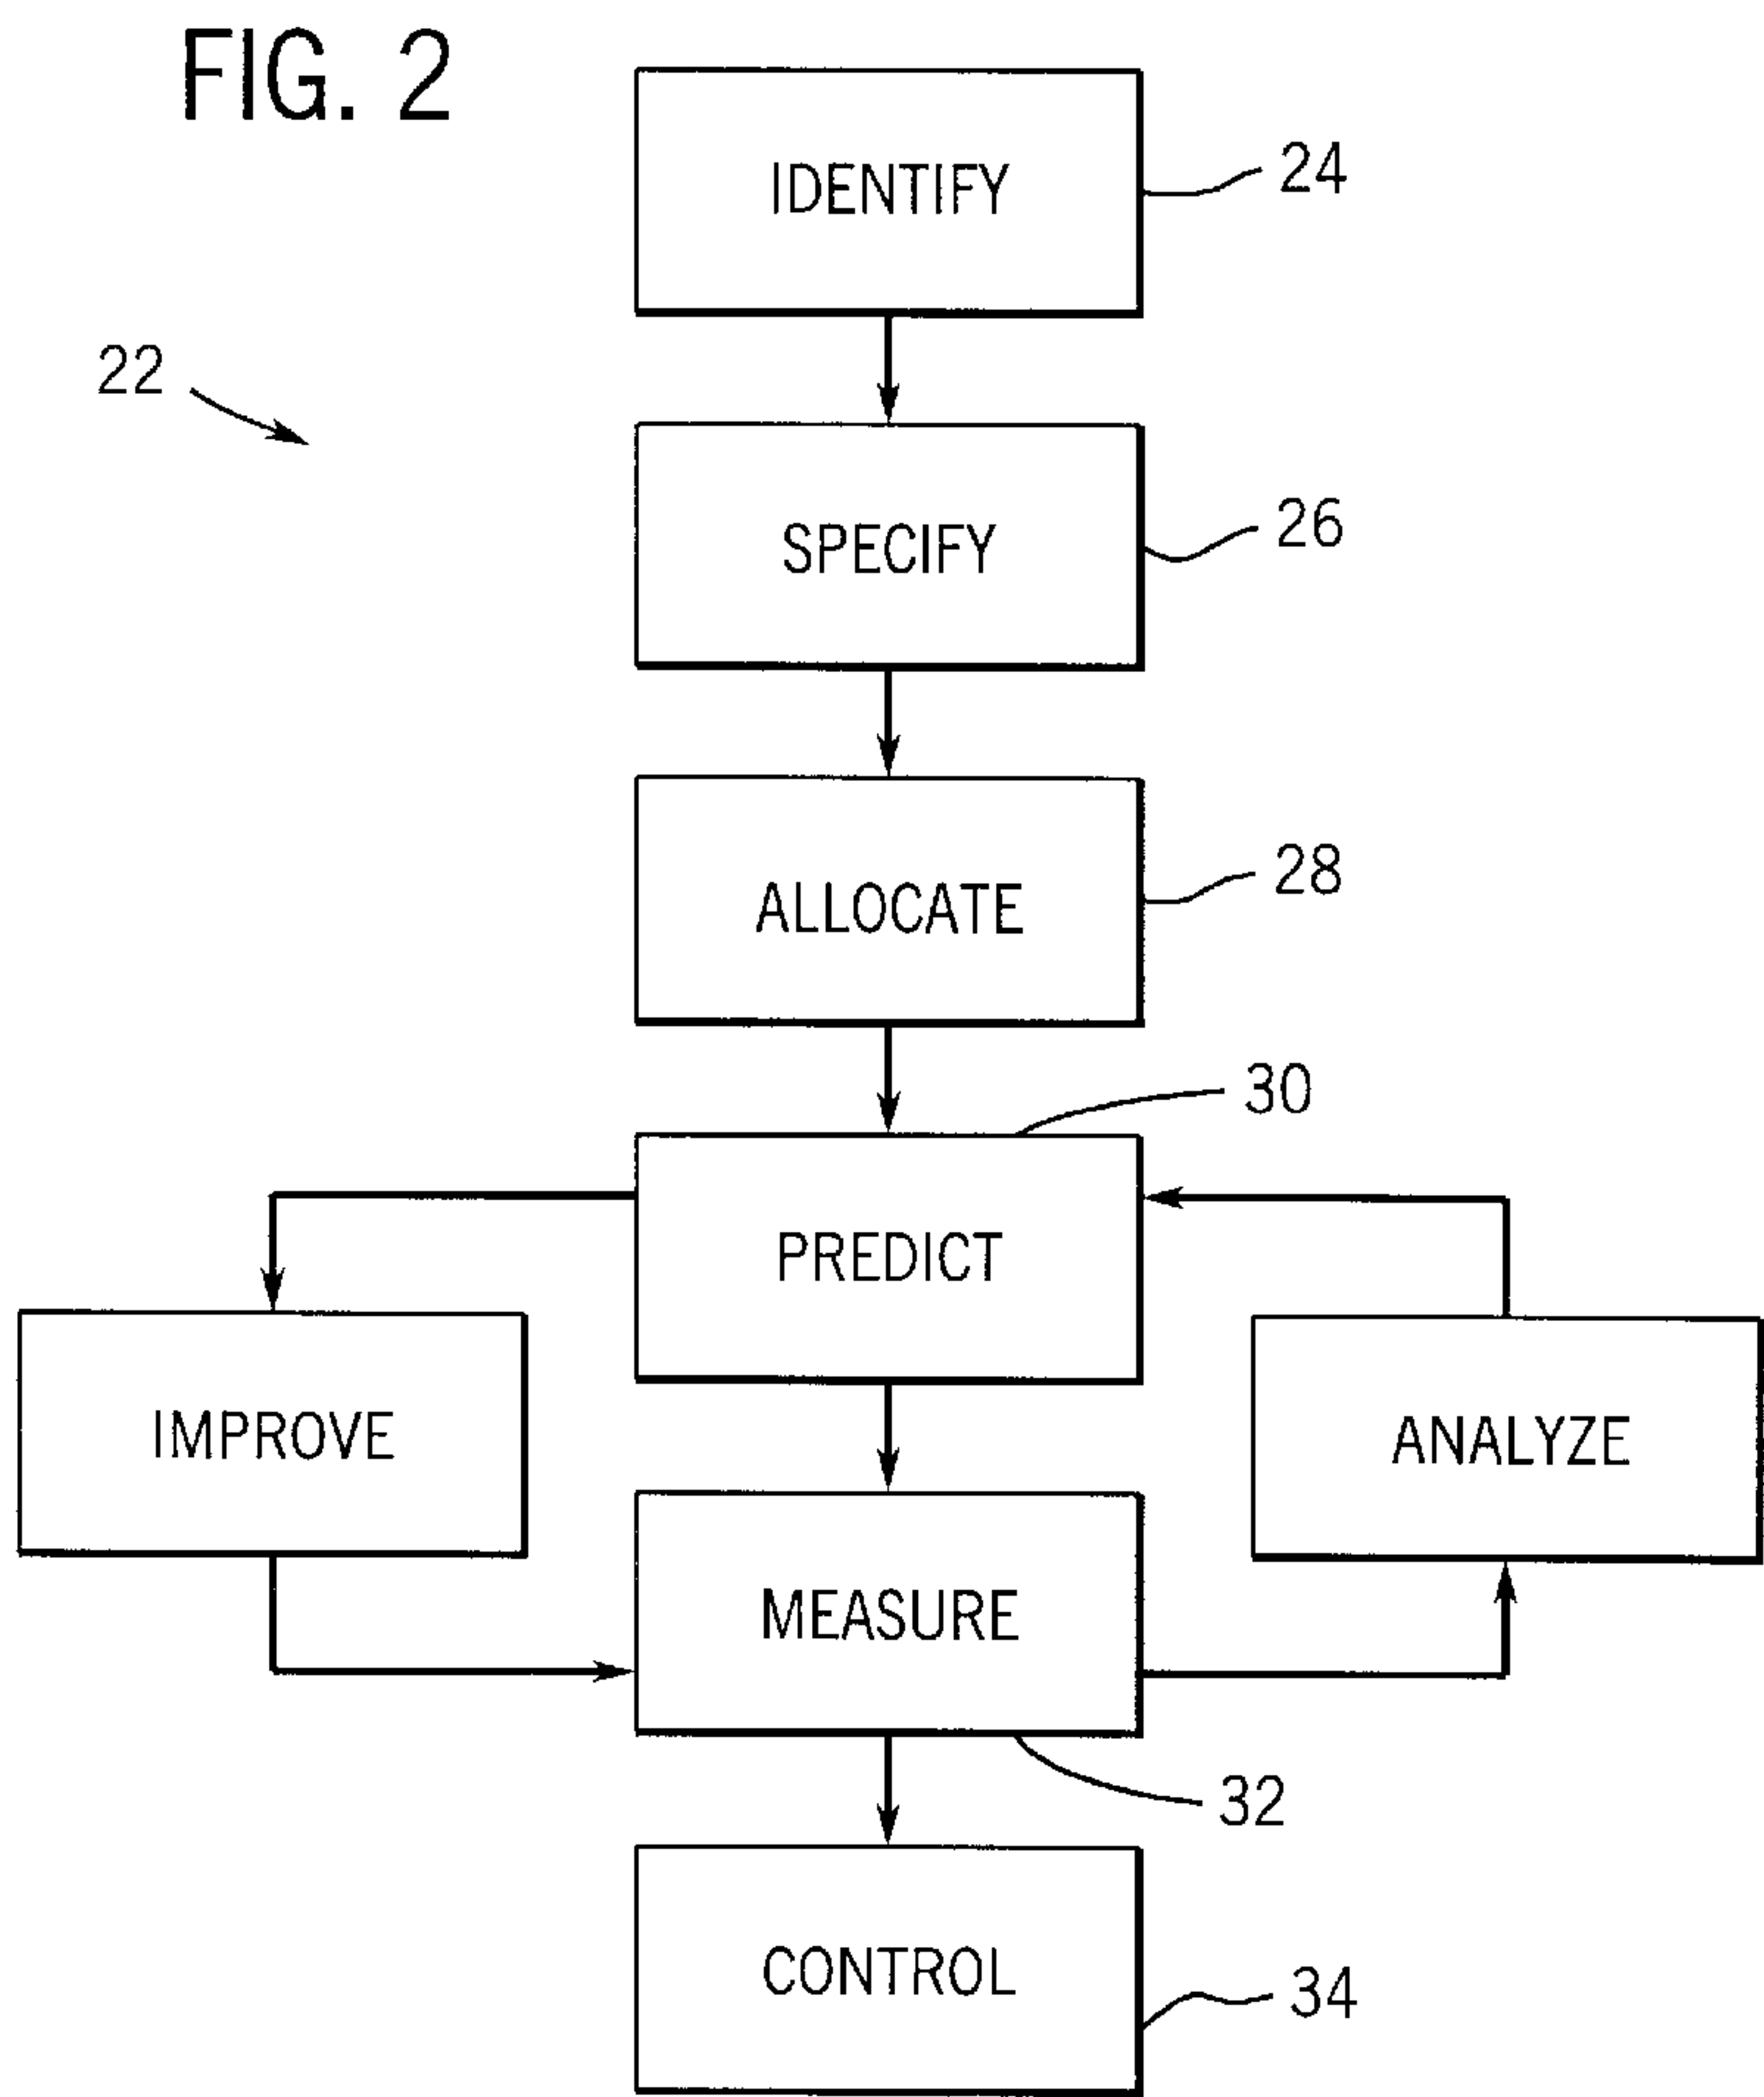 FIG. 2
IDENTIFY
24
22
SPECIFY
26
ALLOCATE
28
30
PREDICT
IMPROVE
ANALYZE
MEASURE
32
CONTROL
34